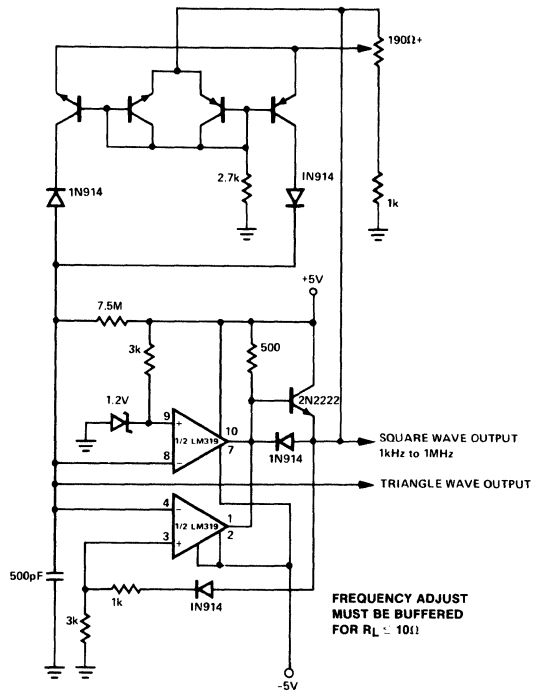 190Ω+
2.7k
1N914
IN914
1k
+5V
7.5M
3k
500
1.2V
2N2222
9
+
10
1/2 LM319
7
8
−
1N914
SQUARE WAVE OUTPUT
1kHz to 1MHz
TRIANGLE WAVE OUTPUT
4
−
1
1/2 LM319
2
3
+
500pF
1k
IN914
3k
FREQUENCY ADJUST
MUST BE BUFFERED
FOR RL ≤ 10Ω
−5V